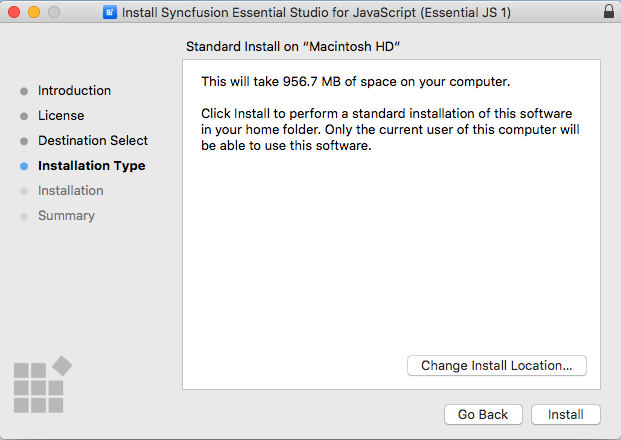 Install Syncfusion Essential Studio for JavaScript (Essential JS 1)
Standard Install on “Macintosh HD”
Introduction
License
Destination Select
Installation Type
Installation
Summary
This will take 956.7 MB of space on your computer.
Click Install to perform a standard installation of this software
in your home folder. Only the current user of this computer will
be able to use this software.
Change Install Location...
Go Back
Install